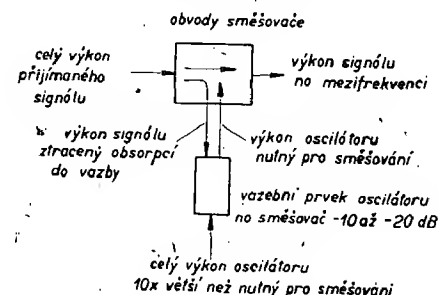 obvody směšovače
celý výkon
přijímaného
signálu
výkon signálu
na mezifrekvenci
výkon signálu
ztracený absorpcí
do vazby
výkon oscilátoru
nutný pro směšování
vazební prvek oscilátoru
na směšovač -10 až -20 dB
celý výkon oscilátoru
10x větší než nutný pro směšování